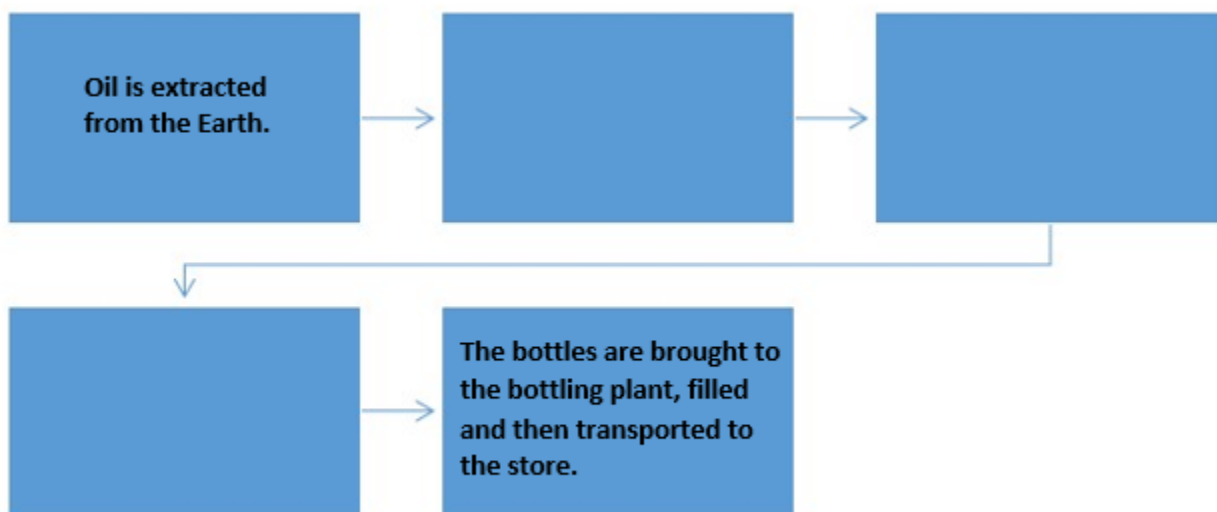 Oil is extracted
from the Earth.
The bottles are brought to
the bottling plant, filled
and then transported to
the store.